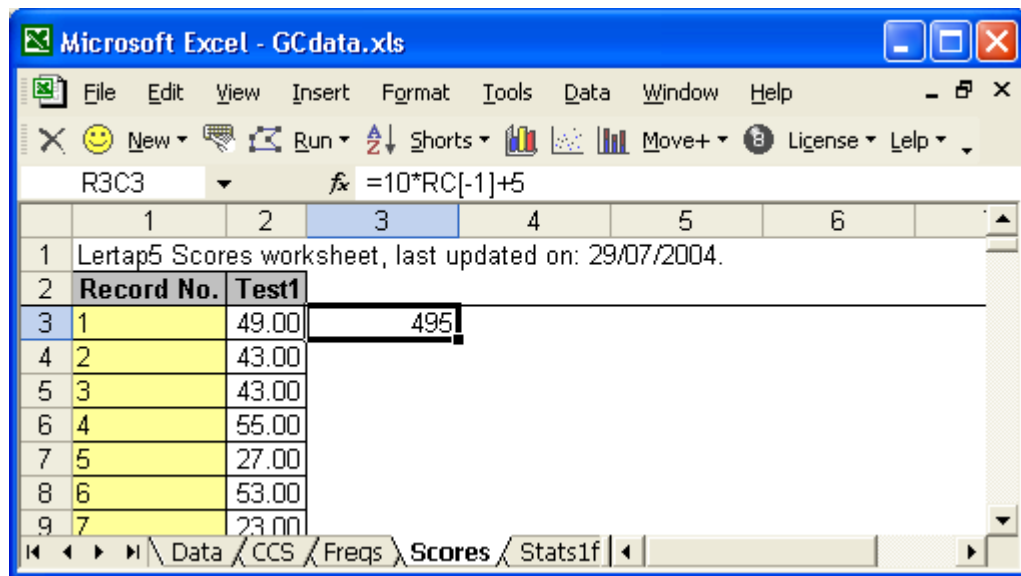 Microsoft Excel - GCdata.xls
File Edit View Insert Format Tools Data Window Help
New Run Shorts Move+ 8 License Lelp
R3C3 fx =10*RC[-1]+5
1 2 3 4 5 6
1 Lertap5 Scores worksheet, last updated on: 29/07/2004.
2 Record No. Test1
3 1 49.00 495
4 2 43.00
5 3 43.00
6 4 55.00
7 5 27.00
8 6 53.00
9 7 23.00
Data CCS Freqs Scores Stats1f